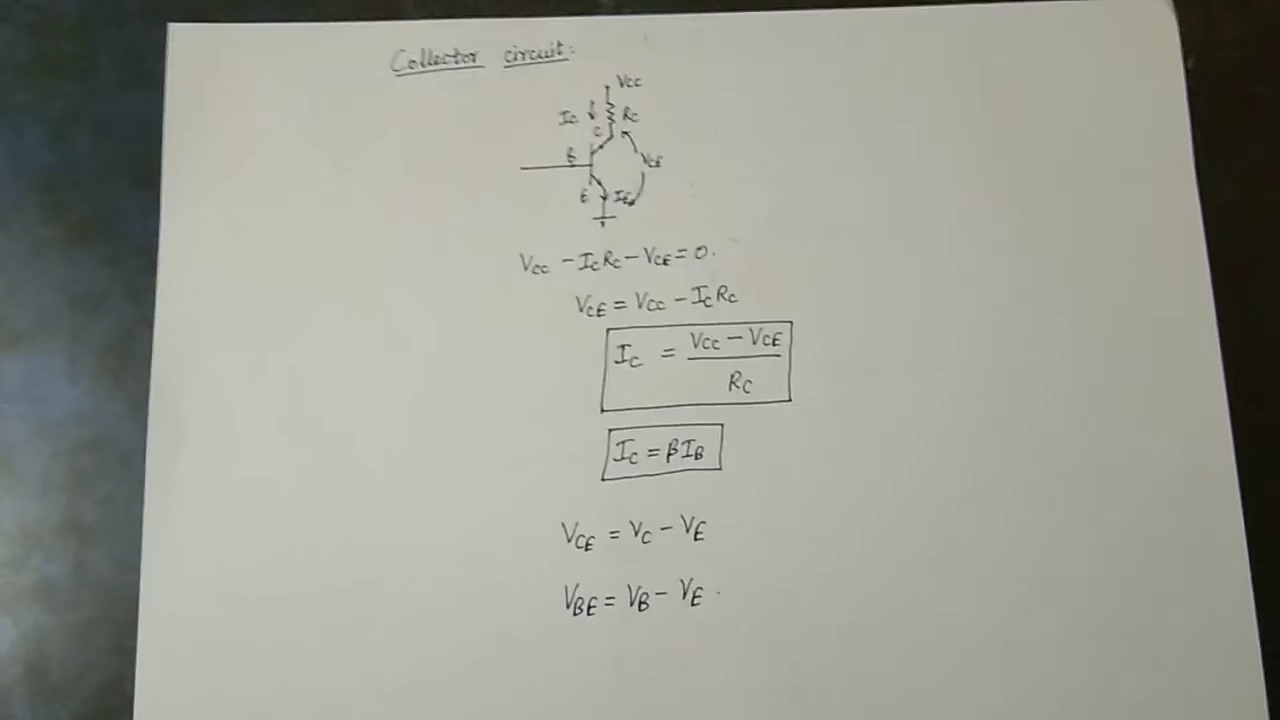 Collector circuit:
Vcc
Ic
Rc
C
B
VCE
E
IE
Vcc - IcRc - VCE = 0.
VCE = Vcc - IcRc
Ic = (Vcc - VCE) / Rc
Ic = βIB
VCE = Vc - VE
VBE = VB - VE.